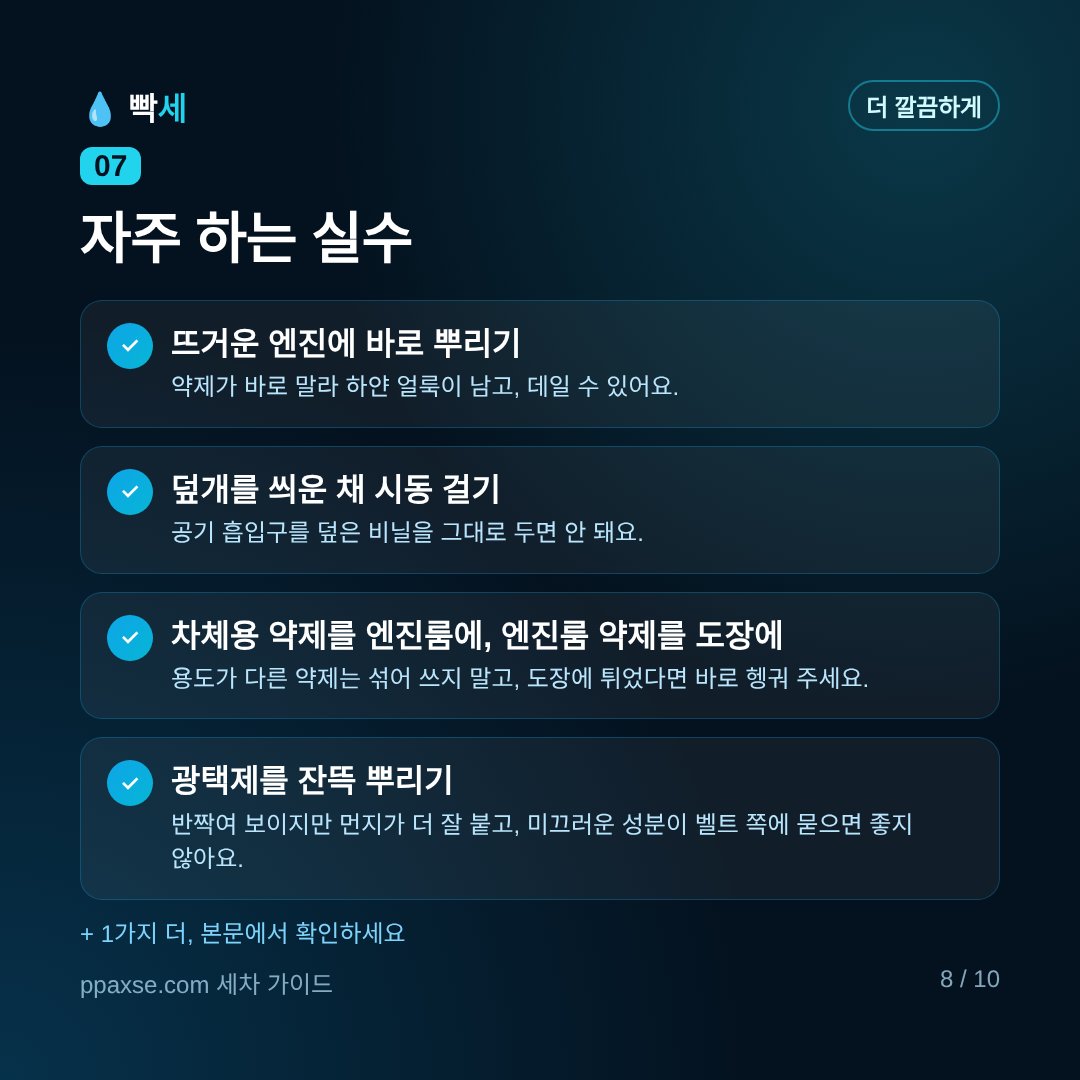 빡세
더 깔끔하게
07
자주 하는 실수
뜨거운 엔진에 바로 뿌리기
약제가 바로 말라 하얀 얼룩이 남고, 데일 수 있어요.
덮개를 씌운 채 시동 걸기
공기 흡입구를 덮은 비닐을 그대로 두면 안 돼요.
차체용 약제를 엔진룸에, 엔진룸 약제를 도장에
용도가 다른 약제는 섞어 쓰지 말고, 도장에 튀었다면 바로 헹궈 주세요.
광택제를 잔뜩 뿌리기
반짝여 보이지만 먼지가 더 잘 붙고, 미끄러운 성분이 벨트 쪽에 묻으면 좋지
않아요.
+ 1가지 더, 본문에서 확인하세요
ppaxse.com 세차 가이드
8 / 10